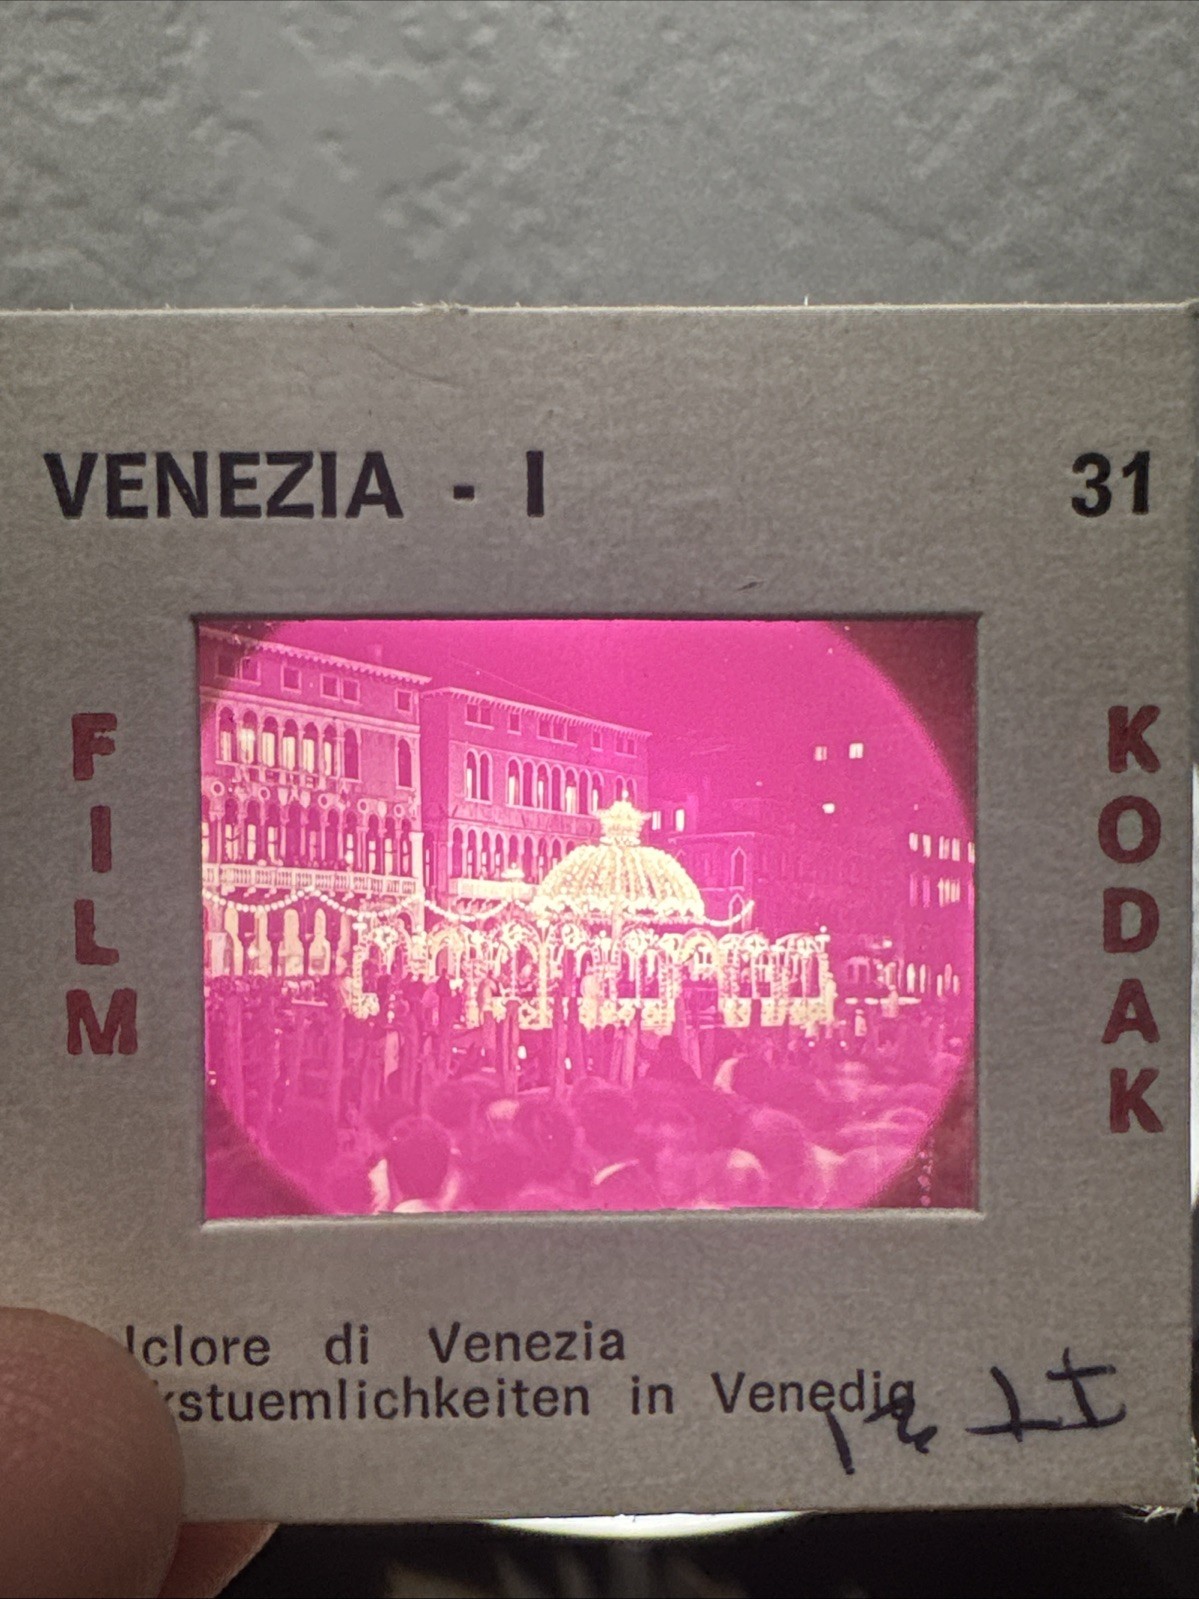 VENEZIA - I 31
FILM
KODAK
lclore di Venezia
kstuemlichkeiten in Venedig